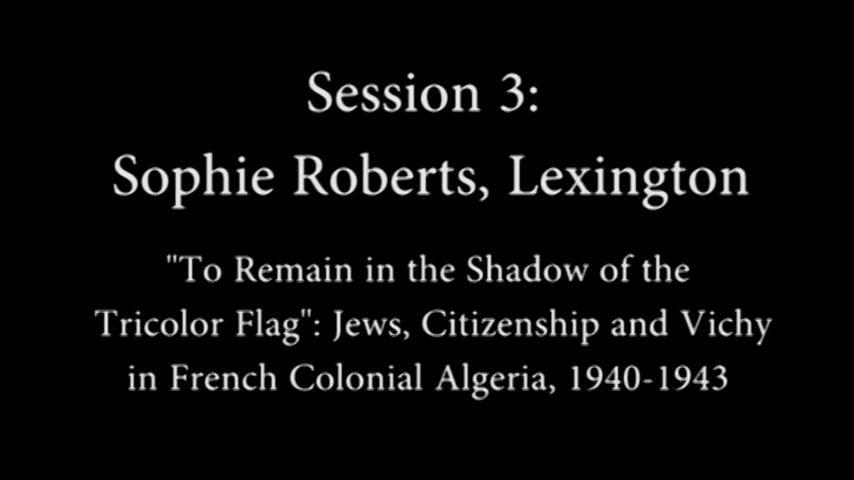 Session 3:
Sophie Roberts, Lexington
"To Remain in the Shadow of the
Tricolor Flag": Jews, Citizenship and Vichy
in French Colonial Algeria, 1940-1943